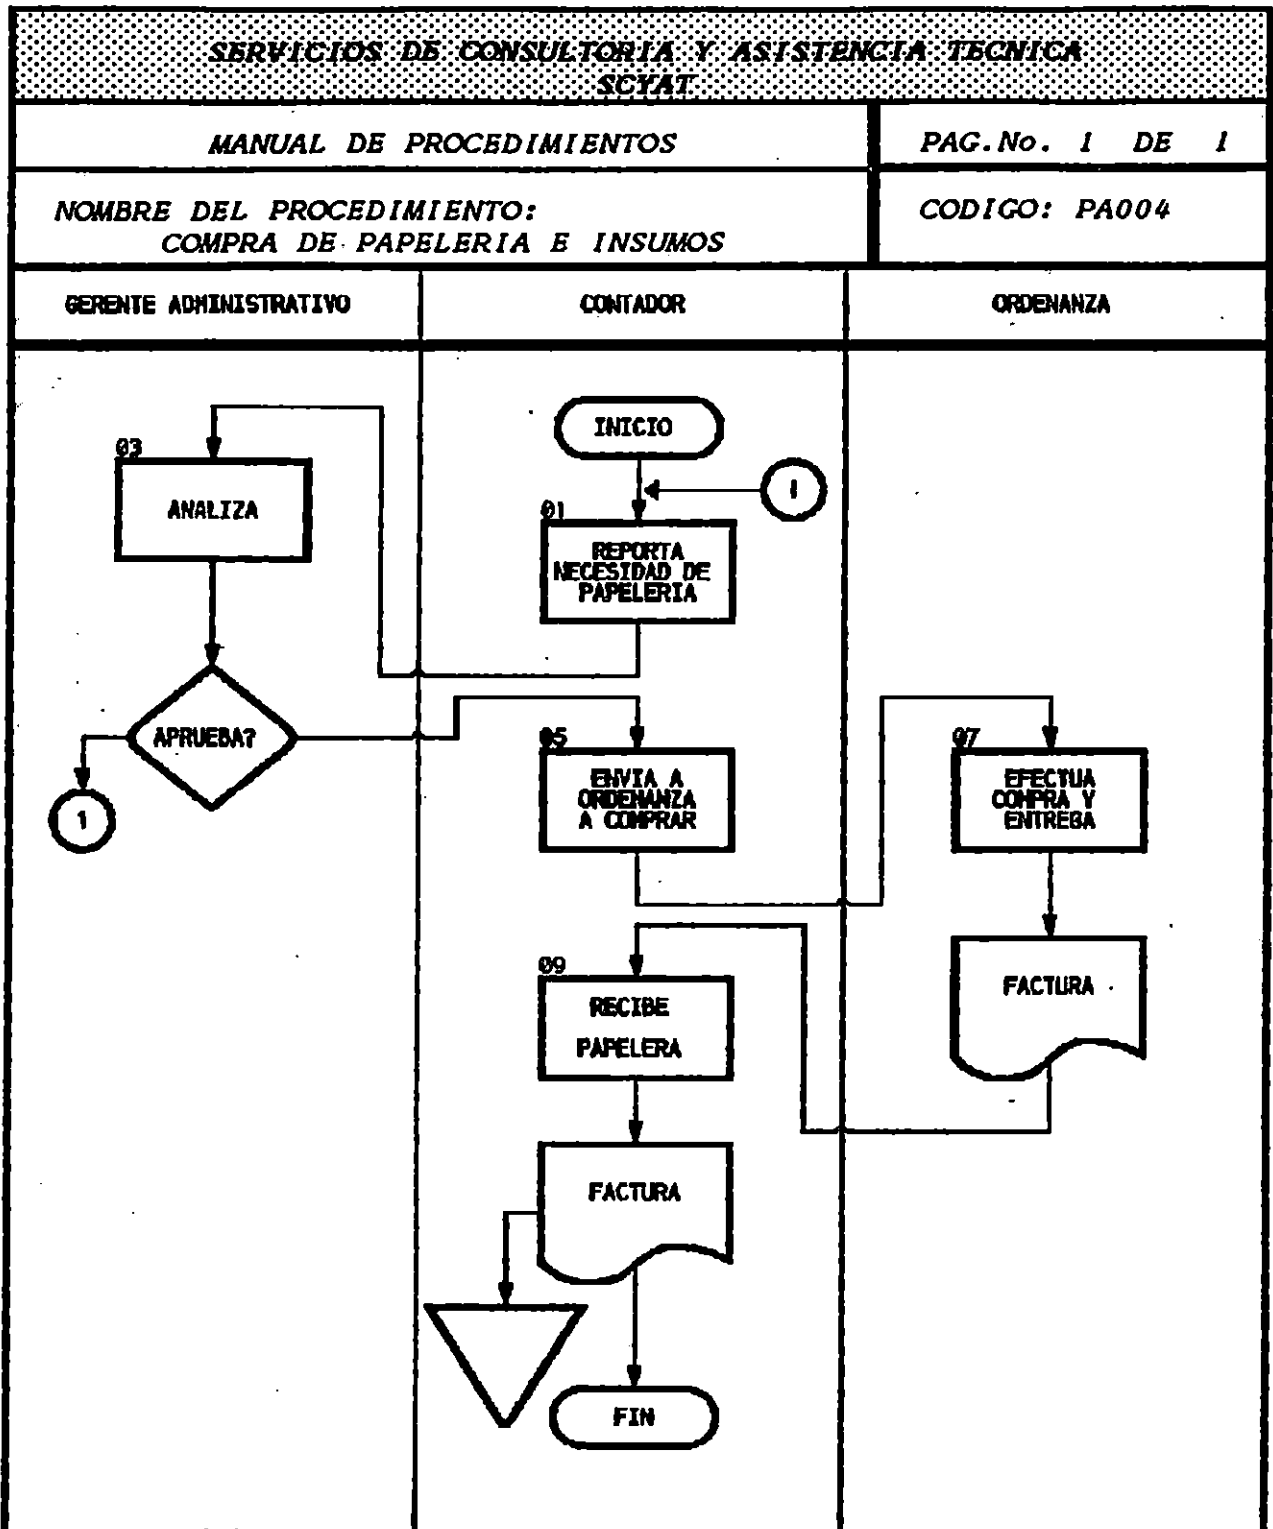 SERVICIOS DE CONSULTORIA Y ASISTENCIA TECNICA
SCYAT
MANUAL DE PROCEDIMIENTOS
PAG.No. 1 DE 1
NOMBRE DEL PROCEDIMIENTO:
COMPRA DE PAPELERIA E INSUMOS
CODIGO: PA004
GERENTE ADMINISTRATIVO
CONTADOR
ORDENANZA
INICIO
1
03
ANALIZA
01
REPORTA
NECESIDAD DE
PAPELERIA
APRUEBA?
1
05
ENVIA A
ORDENANZA
A COMPRAR
07
EFECTUA
COMPRA Y
ENTREGA
FACTURA
09
RECIBE
PAPELERA
FACTURA
FIN